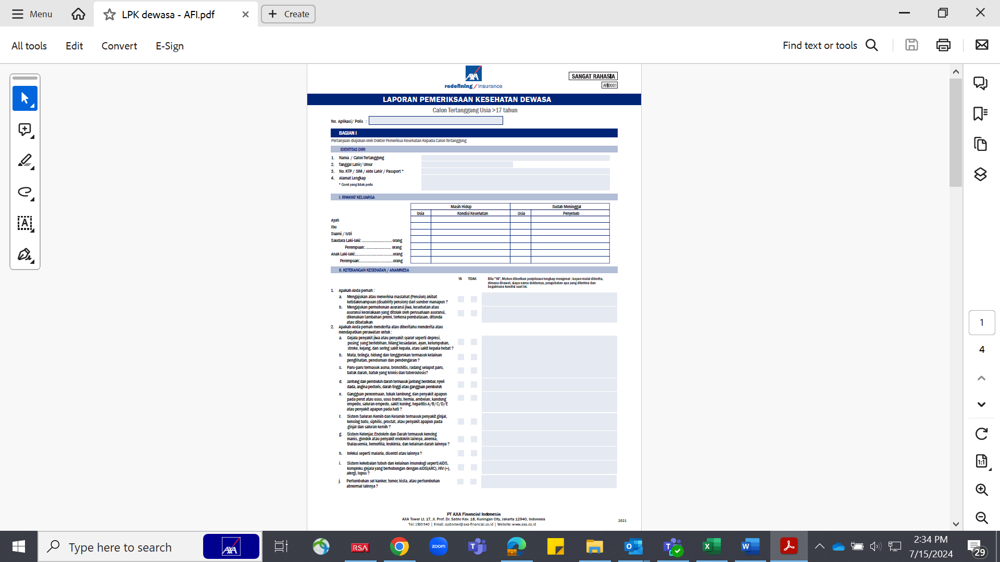 Menu
LPK dewasa - AFI.pdf
Create
All tools
Edit
Convert
E-Sign
Find text or tools
AXA
redefining / insurance
SANGAT RAHASIA
AFI0001
LAPORAN PEMERIKSAAN KESEHATAN DEWASA
Calon Tertanggung Usia >17 tahun
No. Aplikasi/ Polis :
BAGIAN I
Pertanyaan diajukan oleh Dokter Pemeriksa Kesehatan Kepada Calon Tertanggung
IDENTITAS DIRI
1. Nama / Calon Tertanggung
2. Tanggal Lahir/ Umur
3. No. KTP / SIM / Akte Lahir / Passport *
4. Alamat Lengkap
* Coret yang tidak perlu
I. RIWAYAT KELUARGA
Masih Hidup Sudah Meninggal
Usia Kondisi Kesehatan Usia Penyebab
Ayah
Ibu
Suami / Istri
Saudara Laki-laki: ............................ orang
Perempuan: ........................ orang
Anak Laki-laki:...................................orang
Perempuan:...............................orang
II. KETERANGAN KESEHATAN / ANAMNESA
YA TIDAK Bila "YA", Mohon diberikan penjelasan lengkap mengenai : kapan mulai diderita,
dimana dirawat, siapa nama dokternya, pengobatan apa yang diterima dan
bagaimana kondisi saat ini.
1. Apakah Anda pernah :
a. Mengajukan atau menerima maslahat (Pensiun) akibat
ketidakmampuan (disability pension) dari sumber manapun ?
b. Mengajukan permohonan asuransi jiwa, kesehatan atau
asuransi kecelakaan yang ditolak oleh perusahaan asuransi,
dikenakan tambahan premi, terkena pembatasan, ditunda
atau dibatalkan
2. Apakah Anda pernah menderita atau diberitahu menderita atau
mendapatkan perawatan untuk :
a. Gejala penyakit jiwa atau penyakit syaraf seperti depresi,
pusing yang berlebihan, hilang kesadaran, ayan, kelumpuhan,
stroke, kejang, dan sering sakit kepala, atau sakit kepala hebat ?
b. Mata, telinga, hidung dan tenggorokan termasuk kelainan
penglihatan, penciuman dan pendengaran ?
c. Paru-paru termasuk asma, bronchitis, radang selaput paru,
batuk darah, batuk yang kronis dan tuberculosis?
d. Jantung dan pembuluh darah termasuk jantung berdebar, nyeri
dada, angina pectoris, darah tinggi atau gangguan pembuluh
e. Gangguan pencernaan, tukak lambung, dan penyakit apapun
pada perut atau usus, usus buntu, hernia, ambeian, kandung
empedu, saluran empedu, sakit kuning, hepatitis A/B/C/D/E
atau penyakit apapun pada hati ?
f. Sistem Saluran Kemih dan Kelamin termasuk penyakit ginjal,
kencing batu, siphilis, prostat, atau penyakit apapun pada
ginjal dan saluran kemih ?
g. Sistem Kelenjar, Endokrin dan Darah termasuk kencing
manis, gondok atau penyakit endokrin lainnya, anemia,
thalassemia, hemofilia, leukimia, dan kelainan darah lainnya ?
h. Infeksi seperti malaria, disentri atau lainnya ?
i. Sistem kekebalan tubuh dan kelainan imunologi seperti AIDS,
kompleks gejala yang berhubungan dengan AIDS(ARC), HIV (+),
alergi, lupus ?
j. Pertumbuhan sel kanker, tumor, kista, atau pertumbuhan
abnormal lainnya ?
PT AXA Financial Indonesia
AXA Tower Lt. 17, Jl. Prof. Dr. Satrio Kav. 18, Kuningan City, Jakarta 12940, Indonesia
Tel: 1500 940 | Email: customer@axa-financial.co.id | Website: www.axa.co.id
2021
1
4
1:1
Type here to search
AXA
RSA
zoom
2:34 PM
7/15/2024
29